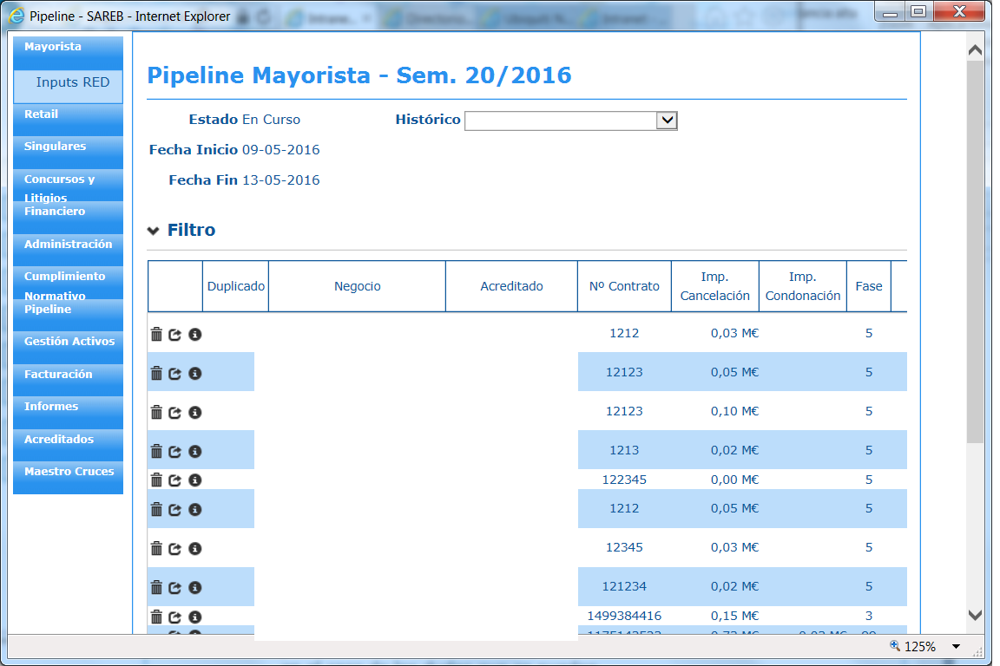 Pipeline - SAREB - Internet Explorer
Mayorista
Inputs RED
Retail
Singulares
Concursos y
Litigios
Financiero
Administración
Cumplimiento
Normativo
Pipeline
Gestión Activos
Facturación
Informes
Acreditados
Maestro Cruces
Pipeline Mayorista - Sem. 20/2016
Estado En Curso Histórico
Fecha Inicio 09-05-2016
Fecha Fin 13-05-2016
Filtro
Duplicado Negocio Acreditado Nº Contrato Imp. Cancelación Imp. Condonación Fase
1212 0,03 M€ 5
12123 0,05 M€ 5
12123 0,10 M€ 5
1213 0,02 M€ 5
122345 0,00 M€ 5
1212 0,05 M€ 5
12345 0,03 M€ 5
121234 0,02 M€ 5
1499384416 0,15 M€ 3
125%